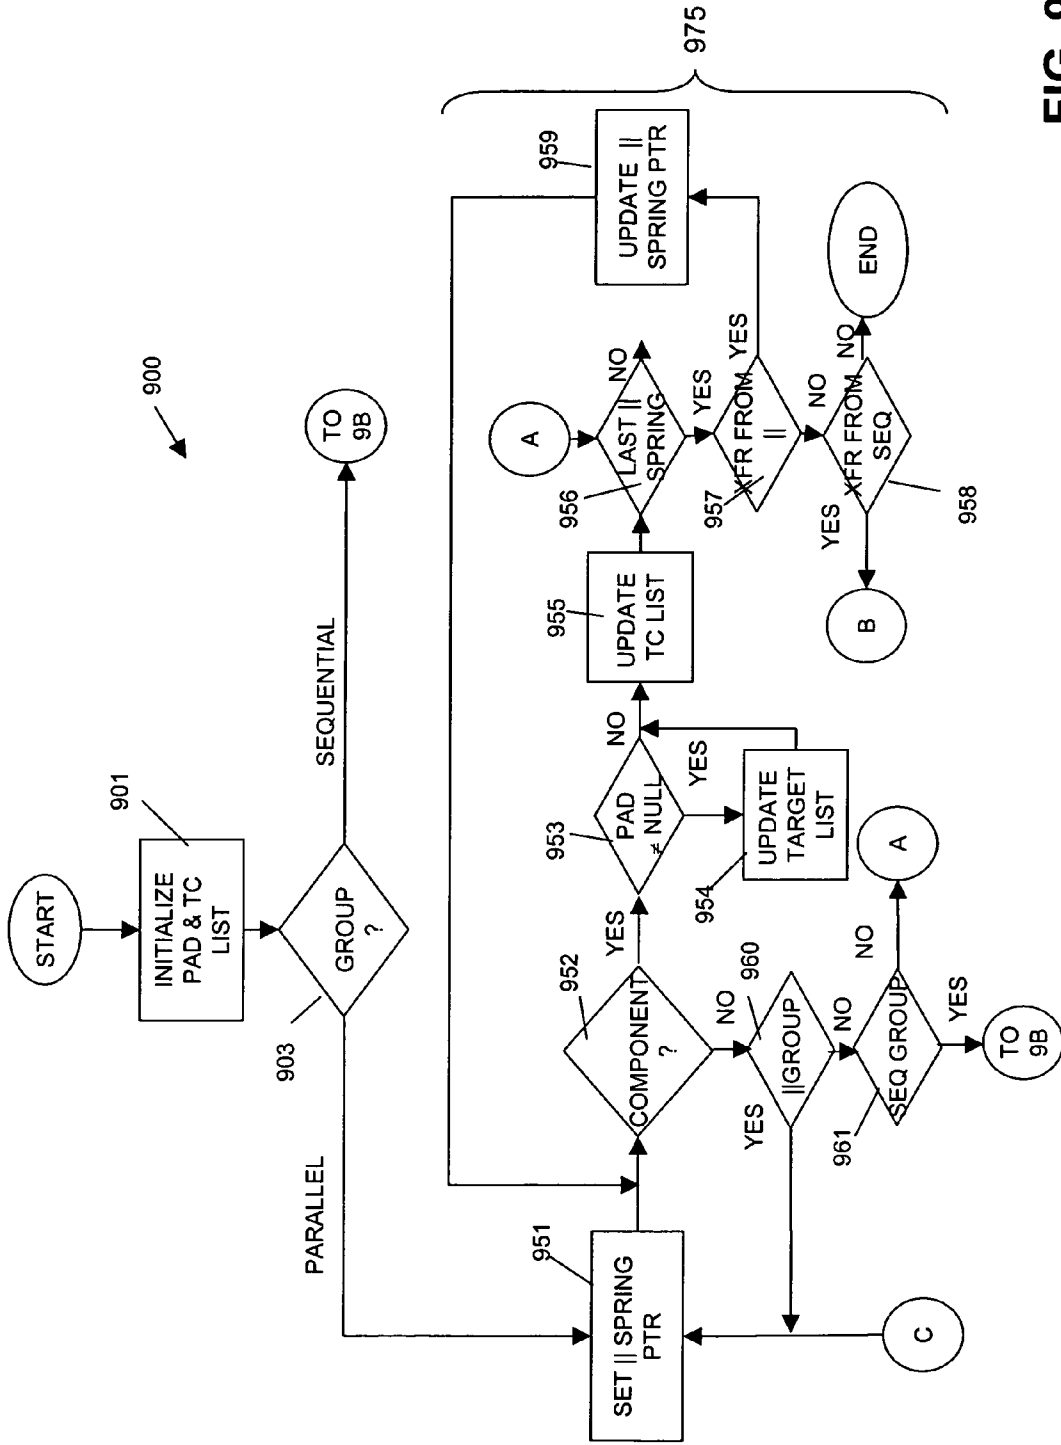 900
START
INITIALIZE
PAD & TC
LIST
901
GROUP
?
903
PARALLEL
SEQUENTIAL
TO
9B
SET || SPRING
PTR
951
COMPONENT
?
952
YES
NO
PAD
≠ NULL
953
NO
YES
UPDATE
TARGET
LIST
954
UPDATE
TC LIST
955
A
LAST ||
SPRING
956
NO
YES
XFR FROM
||
957
YES
NO
UPDATE ||
SPRING PTR
959
XFR FROM
SEQ
958
NO
YES
END
B
||GROUP
960
YES
NO
SEQ GROUP
961
NO
YES
A
TO
9B
C
975
FIG.